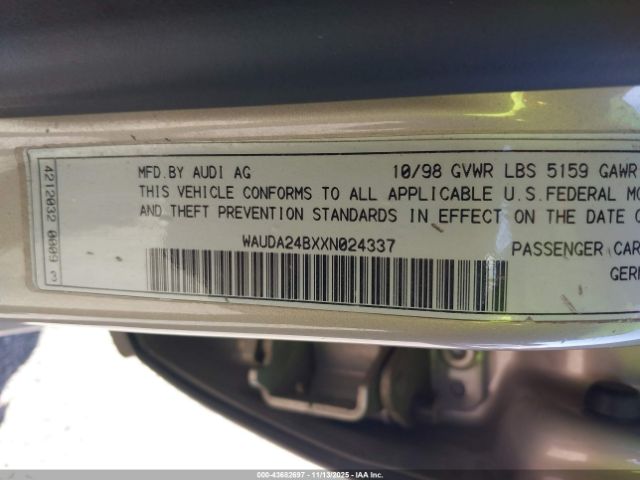 MFD.BY AUDI AG 10/98 GVWR LBS 5159 GAWR
THIS VEHICLE CONFORMS TO ALL APPLICABLE U.S.FEDERAL MO
AND THEFT PREVENTION STANDARDS IN EFFECT ON THE DATE O
WAUDA24BXXN024337 PASSENGER CAR
GER
4212032 0009 3
000-43682697 - 11/13/2025 - IAAI, Inc.